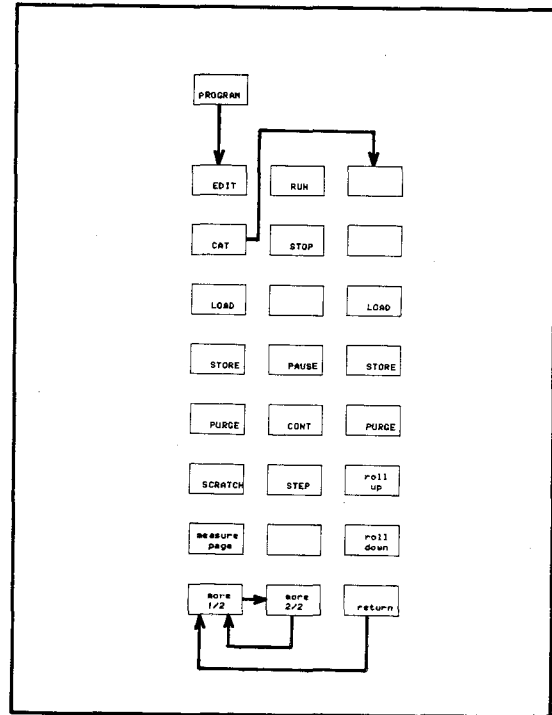 PROGRAM
EDIT
RUN
CAT
STOP
LOAD
LOAD
STORE
PAUSE
STORE
PURGE
CONT
PURGE
SCRATCH
STEP
roll
up
measure
page
roll
down
more
1/2
more
2/2
return